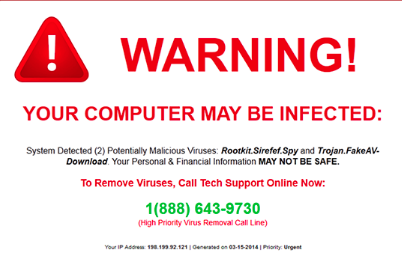 WARNING!
YOUR COMPUTER MAY BE INFECTED:
System Detected (2) Potentially Malicious Viruses: Rootkit.Sirefef.Spy and Trojan.FakeAV-
Download. Your Personal & Financial Information MAY NOT BE SAFE.
To Remove Viruses, Call Tech Support Online Now:
1(888) 643-9730
(High Priority Virus Removal Call Line)
Your IP Address: 198.199.92.121 | Generated on 03-15-2014 | Priority: Urgent